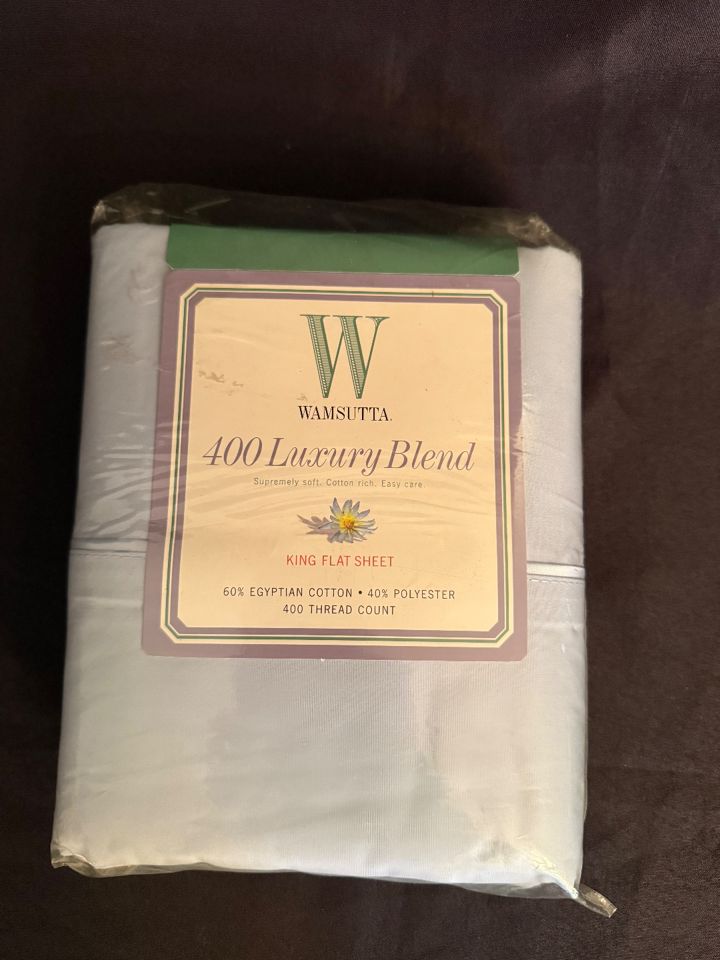 W
WAMSUTTA.
400 Luxury Blend
Supremely soft. Cotton rich. Easy care.
KING FLAT SHEET
60% EGYPTIAN COTTON • 40% POLYESTER
400 THREAD COUNT